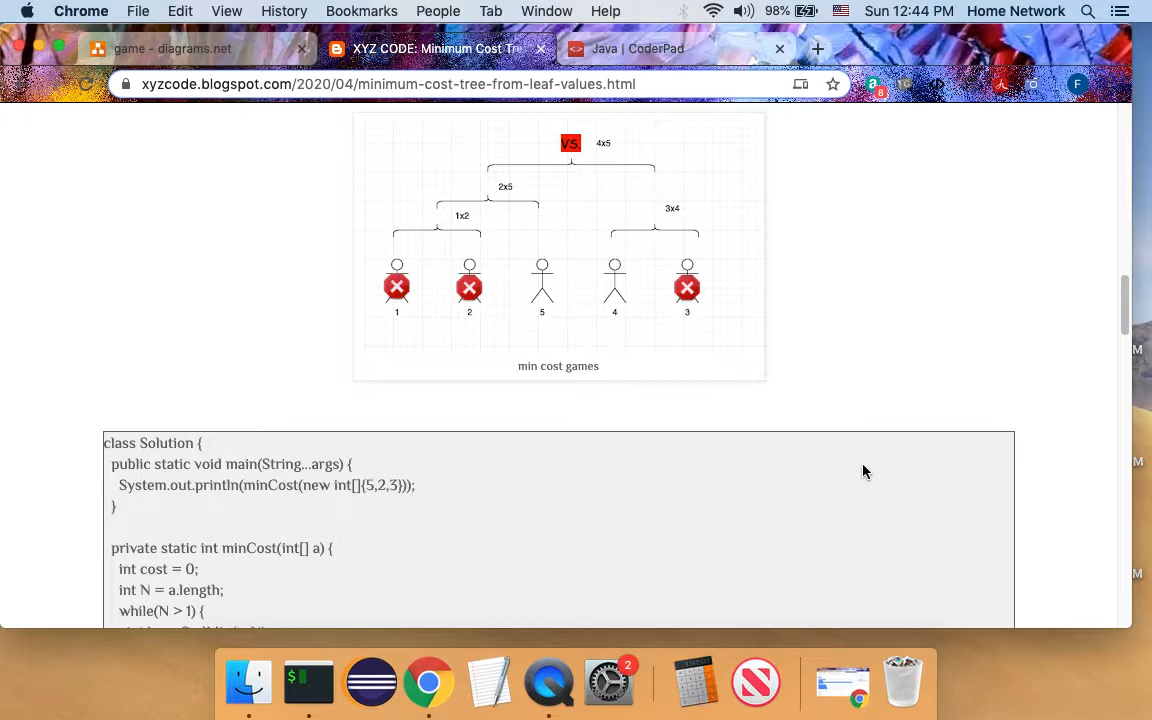 Chrome File Edit View History Bookmarks People Tab Window Help 98% Sun 12:44 PM Home Network
game - diagrams.net
XYZ CODE: Minimum Cost Tre
Java | CoderPad
xyzcode.blogspot.com/2020/04/minimum-cost-tree-from-leaf-values.html
8
F
VS. 4x5
2x5
3x4
1x2
1 2 5 4 3
min cost games
class Solution {
public static void main(String...args) {
System.out.println(minCost(new int[]{5,2,3}));
}
private static int minCost(int[] a) {
int cost = 0;
int N = a.length;
while(N > 1) {
M
M
M
$
2